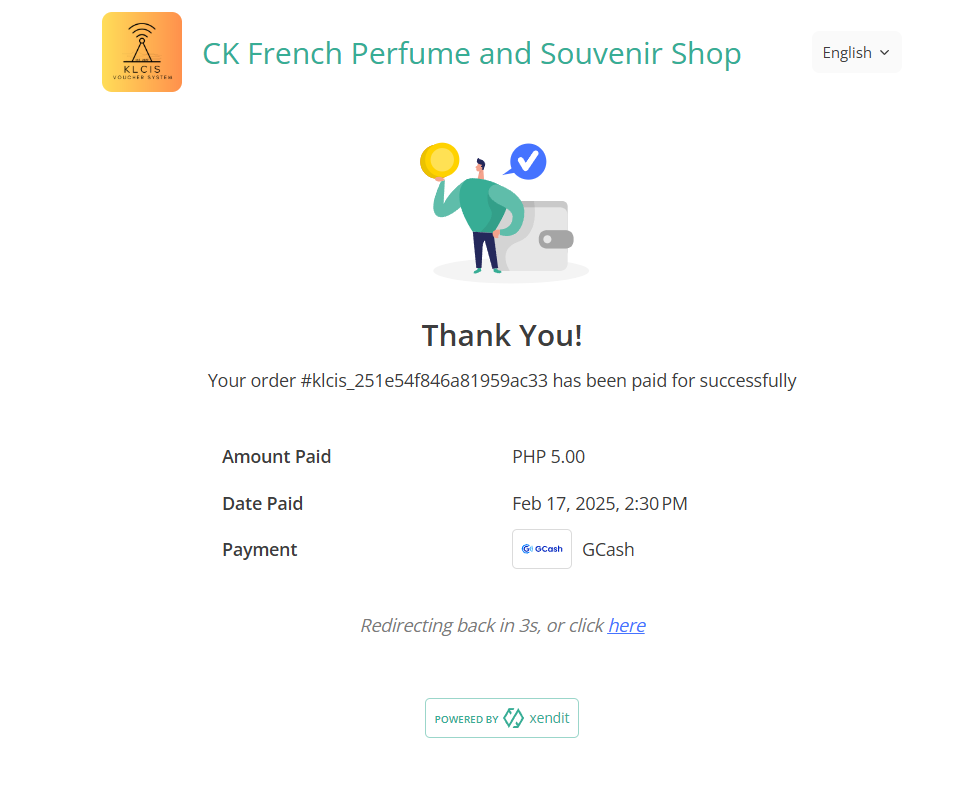 KLCIS
VOUCHER SYSTEM
CK French Perfume and Souvenir Shop
English
Thank You!
Your order #klcis_251e54f846a81959ac33 has been paid for successfully
Amount Paid PHP 5.00
Date Paid Feb 17, 2025, 2:30 PM
Payment GCash GCash
Redirecting back in 3s, or click here
POWERED BY xendit